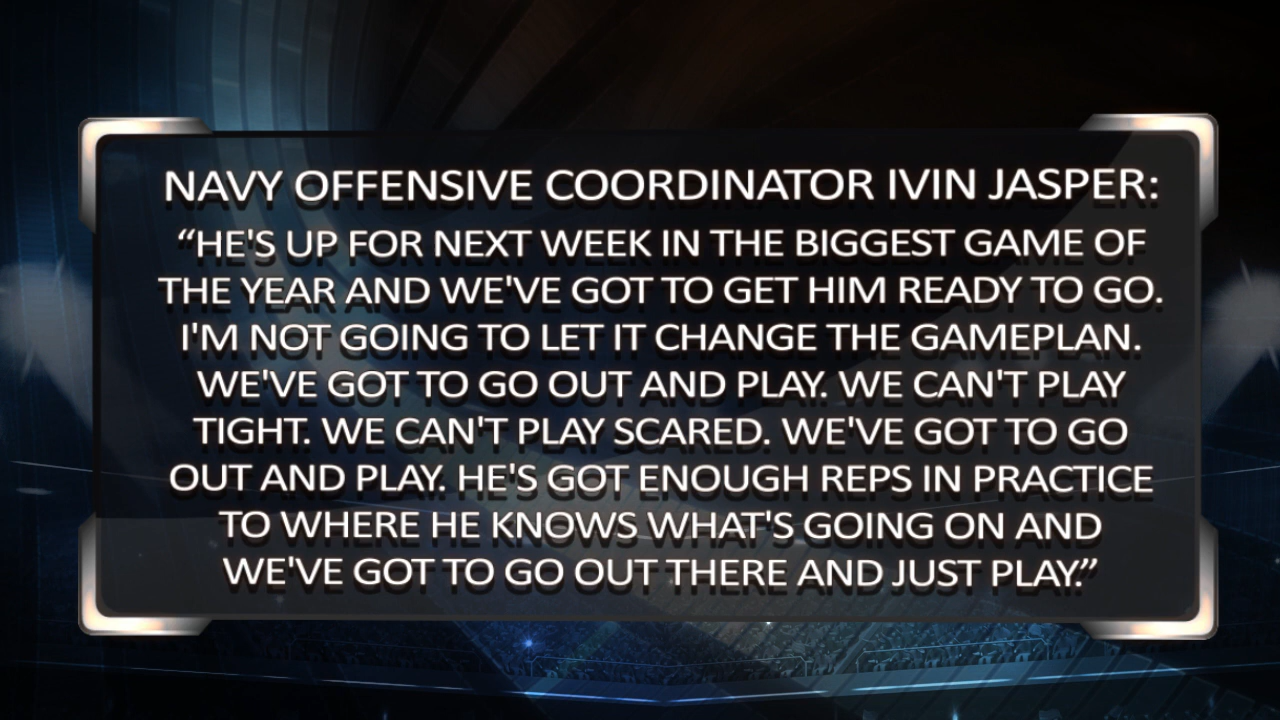 NAVY OFFENSIVE COORDINATOR IVIN JASPER:
“HE'S UP FOR NEXT WEEK IN THE BIGGEST GAME OF
THE YEAR AND WE'VE GOT TO GET HIM READY TO GO.
I'M NOT GOING TO LET IT CHANGE THE GAMEPLAN.
WE'VE GOT TO GO OUT AND PLAY. WE CAN'T PLAY
TIGHT. WE CAN'T PLAY SCARED. WE'VE GOT TO GO
OUT AND PLAY. HE'S GOT ENOUGH REPS IN PRACTICE
TO WHERE HE KNOWS WHAT'S GOING ON AND
WE'VE GOT TO GO OUT THERE AND JUST PLAY.”